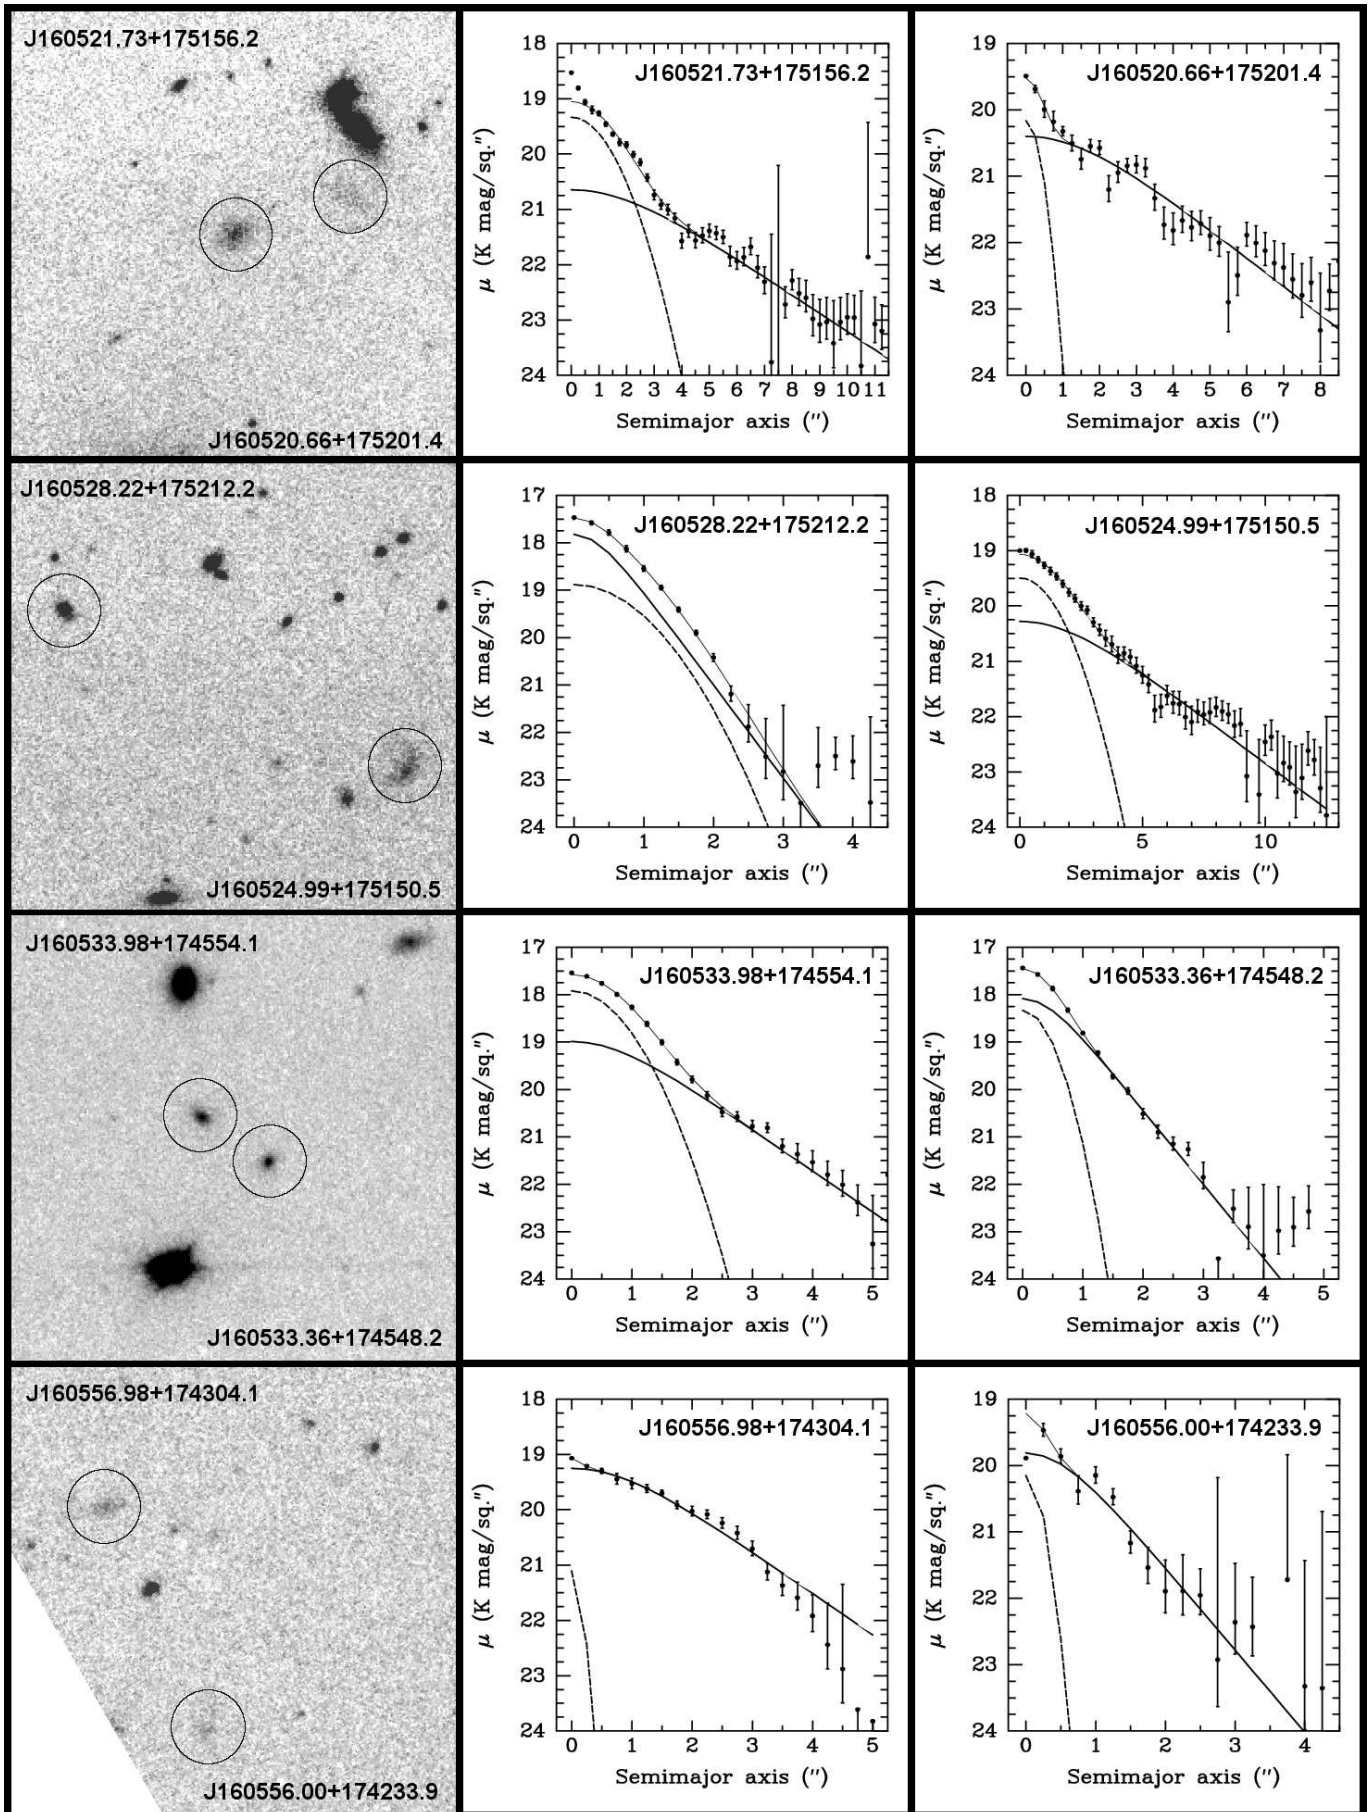 J160521.73+175156.2
J160520.66+175201.4
18
19
20
21
22
23
24
μ (K mag/sq.")
J160521.73+175156.2
0 1 2 3 4 5 6 7 8 9 10 11
Semimajor axis (")
19
20
21
22
23
24
μ (K mag/sq.")
J160520.66+175201.4
0 1 2 3 4 5 6 7 8
Semimajor axis (")
J160528.22+175212.2
J160524.99+175150.5
17
18
19
20
21
22
23
24
μ (K mag/sq.")
J160528.22+175212.2
0 1 2 3 4
Semimajor axis (")
18
19
20
21
22
23
24
μ (K mag/sq.")
J160524.99+175150.5
0 5 10
Semimajor axis (")
J160533.98+174554.1
J160533.36+174548.2
17
18
19
20
21
22
23
24
μ (K mag/sq.")
J160533.98+174554.1
0 1 2 3 4 5
Semimajor axis (")
17
18
19
20
21
22
23
24
μ (K mag/sq.")
J160533.36+174548.2
0 1 2 3 4 5
Semimajor axis (")
J160556.98+174304.1
J160556.00+174233.9
18
19
20
21
22
23
24
μ (K mag/sq.")
J160556.98+174304.1
0 1 2 3 4 5
Semimajor axis (")
19
20
21
22
23
24
μ (K mag/sq.")
J160556.00+174233.9
0 1 2 3 4
Semimajor axis (")